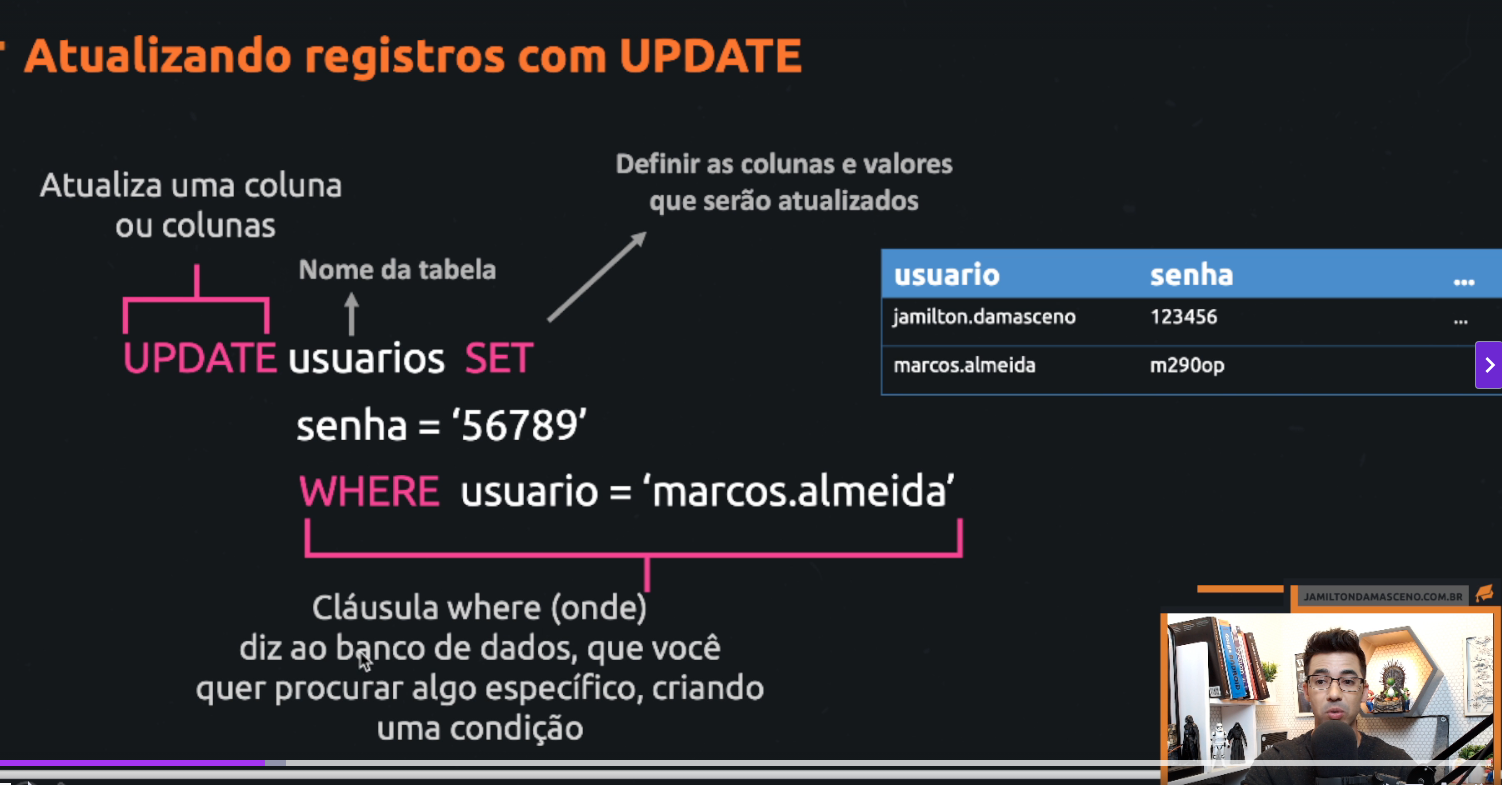 Atualizando registros com UPDATE
Atualiza uma coluna
ou colunas
Nome da tabela
Definir as colunas e valores
que serão atualizados
UPDATE usuarios SET
senha = ‘56789’
WHERE usuario = ‘marcos.almeida’
Cláusula where (onde)
diz ao banco de dados, que você
quer procurar algo específico, criando
uma condição
usuario senha ...
jamilton.damasceno 123456 ...
marcos.almeida m290op
JAMILTONDAMASCENO.COM.BR